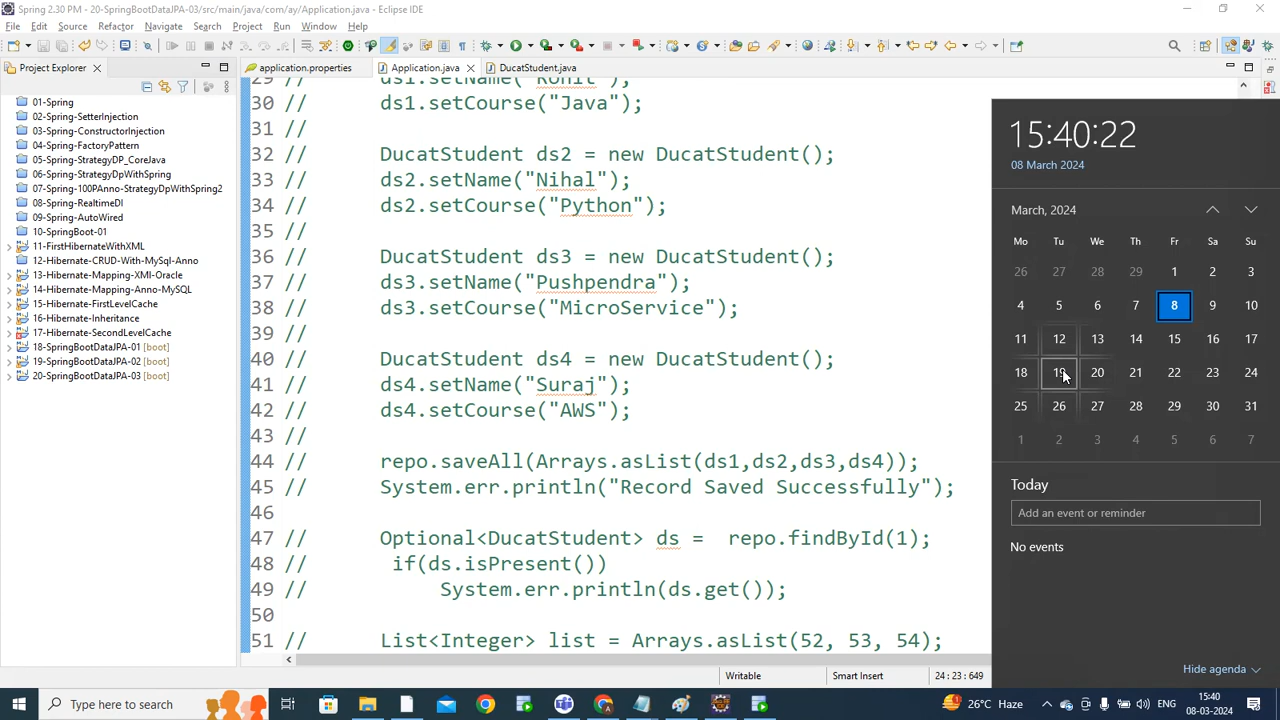 Spring 2.30 PM - 20-SpringBootDataJPA-03/src/main/java/com/ay/Application.java - Eclipse IDE
File Edit Source Refactor Navigate Search Project Run Window Help
Project Explorer
01-Spring
02-Spring-SetterInjection
03-Spring-ConstructorInjection
04-Spring-FactoryPattern
05-Spring-StrategyDP_CoreJava
06-Spring-StrategyDpWithSpring
07-Spring-100PAnno-StrategyDpWithSpring2
08-Spring-RealtimeDI
09-Spring-AutoWired
10-SpringBoot-01
11-FirstHibernateWithXML
12-Hibernate-CRUD-With-MySql-Anno
13-Hibernate-Mapping-XMl-Oracle
14-Hibernate-Mapping-Anno-MySQL
15-Hibernate-FirstLevelCache
16-Hibernate-Inheritance
17-Hibernate-SecondLevelCache
18-SpringBootDataJPA-01 [boot]
19-SpringBootDataJPA-02 [boot]
20-SpringBootDataJPA-03 [boot]
application.properties Application.java DucatStudent.java
29 // ds1.setName("Rohit");
30 // ds1.setCourse("Java");
31 //
32 // DucatStudent ds2 = new DucatStudent();
33 // ds2.setName("Nihal");
34 // ds2.setCourse("Python");
35 //
36 // DucatStudent ds3 = new DucatStudent();
37 // ds3.setName("Pushpendra");
38 // ds3.setCourse("MicroService");
39 //
40 // DucatStudent ds4 = new DucatStudent();
41 // ds4.setName("Suraj");
42 // ds4.setCourse("AWS");
43 //
44 // repo.saveAll(Arrays.asList(ds1,ds2,ds3,ds4));
45 // System.err.println("Record Saved Successfully");
46
47 // Optional<DucatStudent> ds = repo.findById(1);
48 // if(ds.isPresent())
49 // System.err.println(ds.get());
50
51 // List<Integer> list = Arrays.asList(52, 53, 54);
Writable Smart Insert 24 : 23 : 649
15:40:22
08 March 2024
March, 2024
Mo Tu We Th Fr Sa Su
26 27 28 29 1 2 3
4 5 6 7 8 9 10
11 12 13 14 15 16 17
18 19 20 21 22 23 24
25 26 27 28 29 30 31
1 2 3 4 5 6 7
Today
Add an event or reminder
No events
Hide agenda
Type here to search
26°C Haze
ENG
15:40
08-03-2024